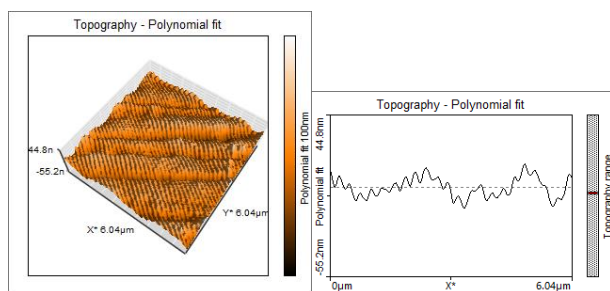 Topography - Polynomial fit
44.8n
-55.2n
X* 6.04µm
Y* 6.04µm
Polynomial fit 100nm
Topography - Polynomial fit
44.8nm
Polynomial fit
-55.2nm
0µm
X*
6.04µm
Topography range